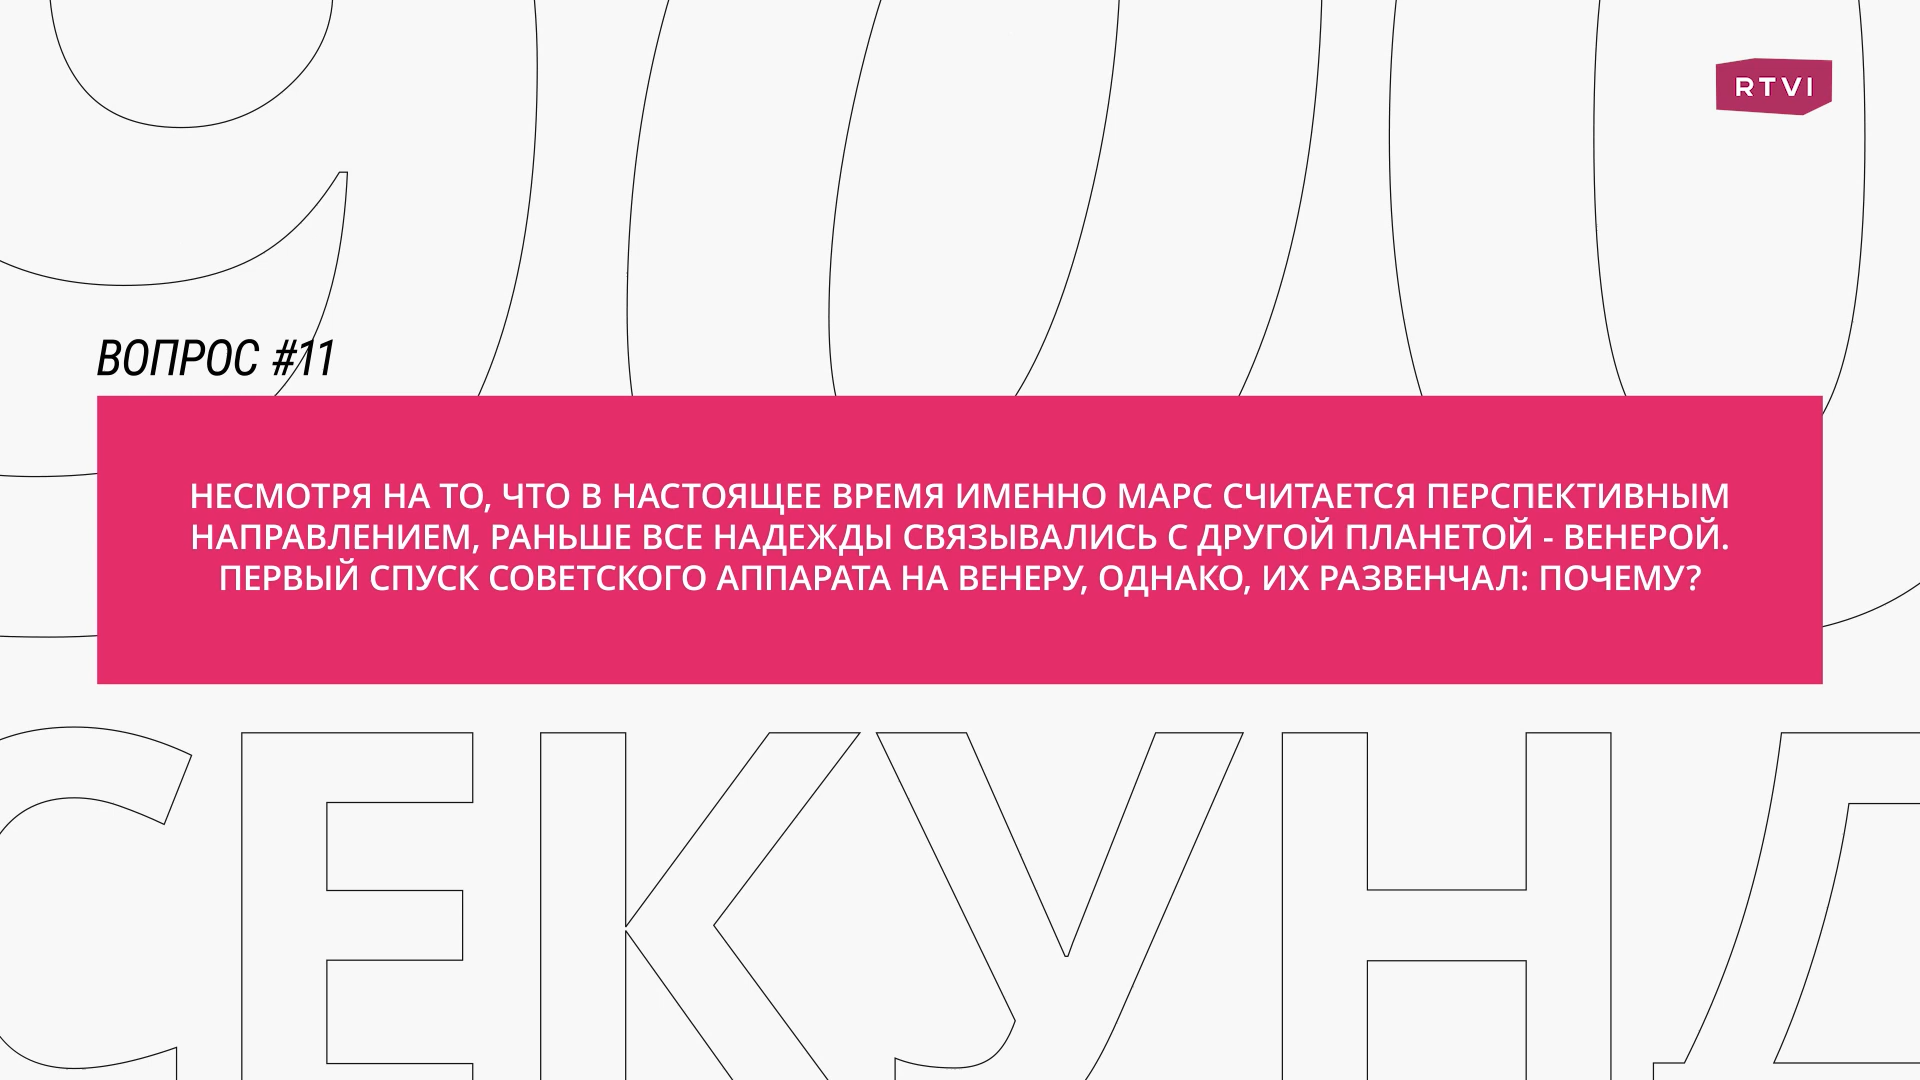 900
RTVI
ВОПРОС #11
НЕСМОТРЯ НА ТО, ЧТО В НАСТОЯЩЕЕ ВРЕМЯ ИМЕННО МАРС СЧИТАЕТСЯ ПЕРСПЕКТИВНЫМ
НАПРАВЛЕНИЕМ, РАНЬШЕ ВСЕ НАДЕЖДЫ СВЯЗЫВАЛИСЬ С ДРУГОЙ ПЛАНЕТОЙ - ВЕНЕРОЙ.
ПЕРВЫЙ СПУСК СОВЕТСКОГО АППАРАТА НА ВЕНЕРУ, ОДНАКО, ИХ РАЗВЕНЧАЛ: ПОЧЕМУ?
СЕКУНД